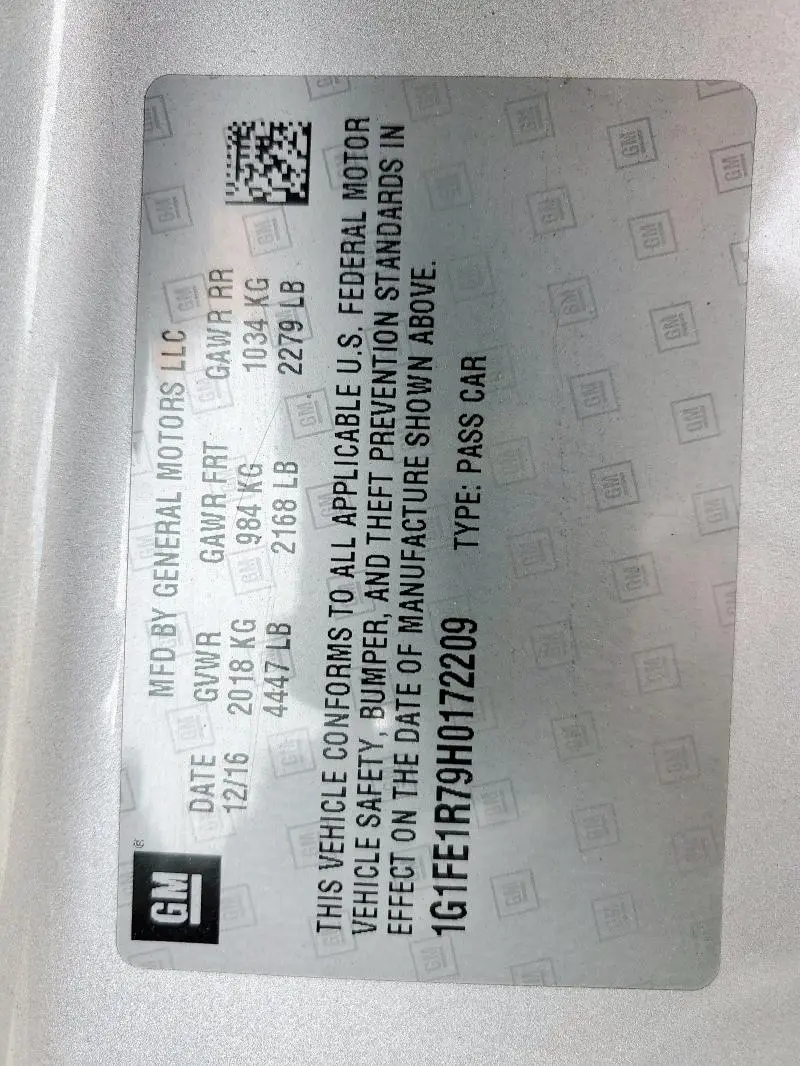 GM®
MFD BY GENERAL MOTORS LLC
DATE GVWR GAWR FRT GAWR RR
12/16 2018 KG 984 KG 1034 KG
4447 LB 2168 LB 2279 LB
THIS VEHICLE CONFORMS TO ALL APPLICABLE U.S. FEDERAL MOTOR
VEHICLE SAFETY, BUMPER, AND THEFT PREVENTION STANDARDS IN
EFFECT ON THE DATE OF MANUFACTURE SHOWN ABOVE.
1G1FE1R79H0172209 TYPE: PASS CAR